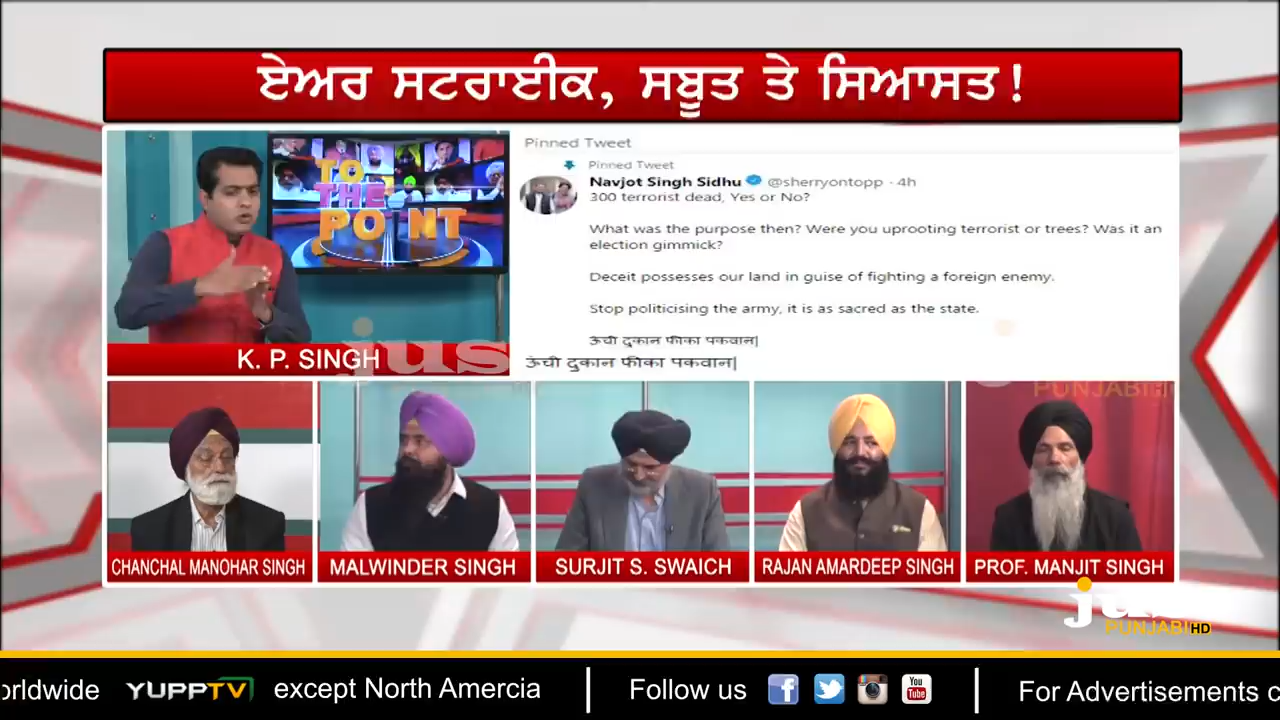 ਏਅਰ ਸਟਰਾਈਕ, ਸਬੂਤ ਤੇ ਸਿਆਸਤ!
TO
THE
POINT
K. P. SINGH
Pinned Tweet
Pinned Tweet
Navjot Singh Sidhu @sherryontopp - 4h
300 terrorist dead, Yes or No?
What was the purpose then? Were you uprooting terrorist or trees? Was it an
election gimmick?
Deceit possesses our land in guise of fighting a foreign enemy.
Stop politicising the army, it is as sacred as the state.
ऊंची दुकान फीका पकवान|
ऊंची दुकान फीका पकवान|
jus
PUNJABI
CHANCHAL MANOHAR SINGH
MALWINDER SINGH
SURJIT S. SWAICH
RAJAN AMARDEEP SINGH
PROF. MANJIT SINGH
PUNJABI HD
orldwide YUPPTV except North Amercia Follow us You Tube For Advertisements c